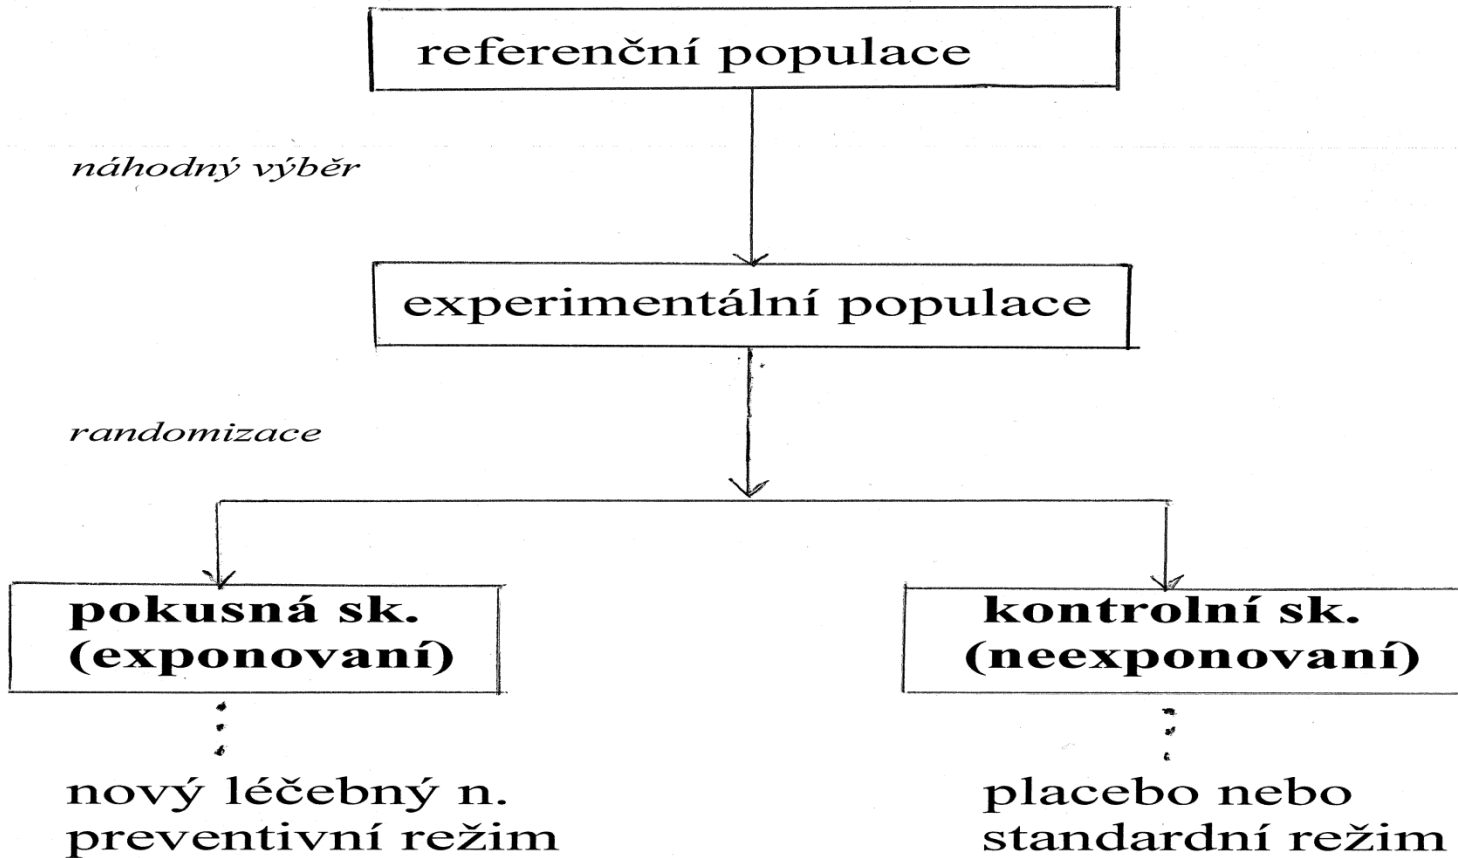 referenční populace
náhodný výběr
experimentální populace
randomizace
pokusná sk.
(exponovaní)
kontrolní sk.
(neexponovaní)
nový léčebný n.
preventivní režim
placebo nebo
standardní režim